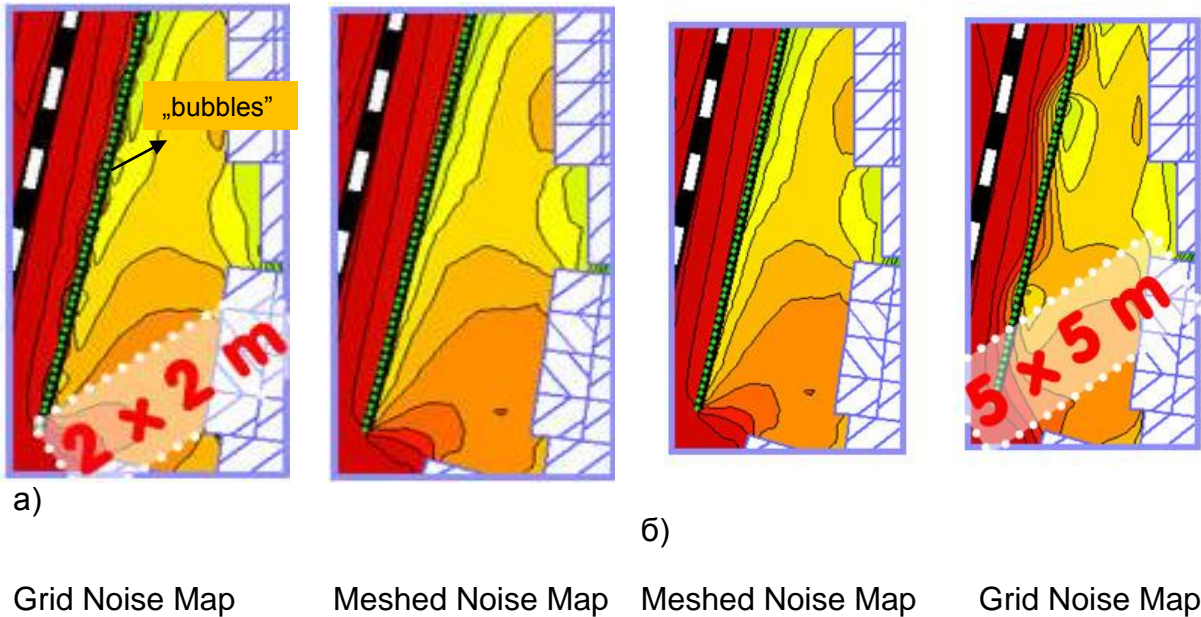 „bubbles”
2 x 2 m
5 x 5 m
а)
б)
Grid Noise Map
Meshed Noise Map
Meshed Noise Map
Grid Noise Map